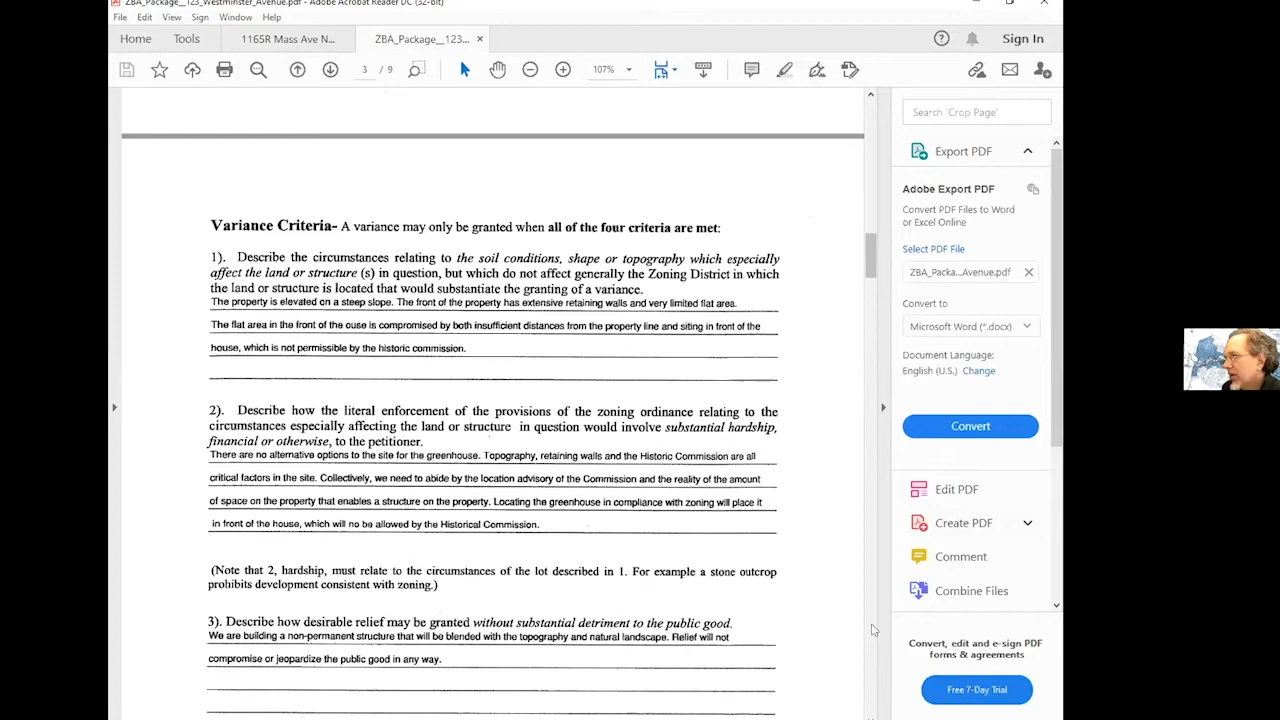 ZBA_Package__123_Westminster_Avenue.pdf - Adobe Acrobat Reader DC (32-bit)
File Edit View Sign Window Help
Home Tools 1165R Mass Ave N... ZBA_Package__123... × Sign In
3 / 9 107%
Search 'Crop Page'
Export PDF
Adobe Export PDF
Convert PDF Files to Word
or Excel Online
Select PDF File
ZBA_Packa...Avenue.pdf
Convert to
Microsoft Word (*.docx)
Document Language:
English (U.S.) Change
Convert
Edit PDF
Create PDF
Comment
Combine Files
Convert, edit and e-sign PDF
forms & agreements
Free 7-Day Trial
Variance Criteria- A variance may only be granted when all of the four criteria are met:
1). Describe the circumstances relating to the soil conditions, shape or topography which especially
affect the land or structure (s) in question, but which do not affect generally the Zoning District in which
the land or structure is located that would substantiate the granting of a variance.
The property is elevated on a steep slope. The front of the property has extensive retaining walls and very limited flat area.
The flat area in the front of the ouse is compromised by both insufficient distances from the property line and siting in front of the
house, which is not permissible by the historic commission.
2). Describe how the literal enforcement of the provisions of the zoning ordinance relating to the
circumstances especially affecting the land or structure in question would involve substantial hardship,
financial or otherwise, to the petitioner.
There are no alternative options to the site for the greenhouse. Topography, retaining walls and the Historic Commission are all
critical factors in the site. Collectively, we need to abide by the location advisory of the Commission and the reality of the amount
of space on the property that enables a structure on the property. Locating the greenhouse in compliance with zoning will place it
in front of the house, which will no be allowed by the Historical Commission.
(Note that 2, hardship, must relate to the circumstances of the lot described in 1. For example a stone outcrop
prohibits development consistent with zoning.)
3). Describe how desirable relief may be granted without substantial detriment to the public good.
We are building a non-permanent structure that will be blended with the topography and natural landscape. Relief will not
compromise or jeopardize the public good in any way.